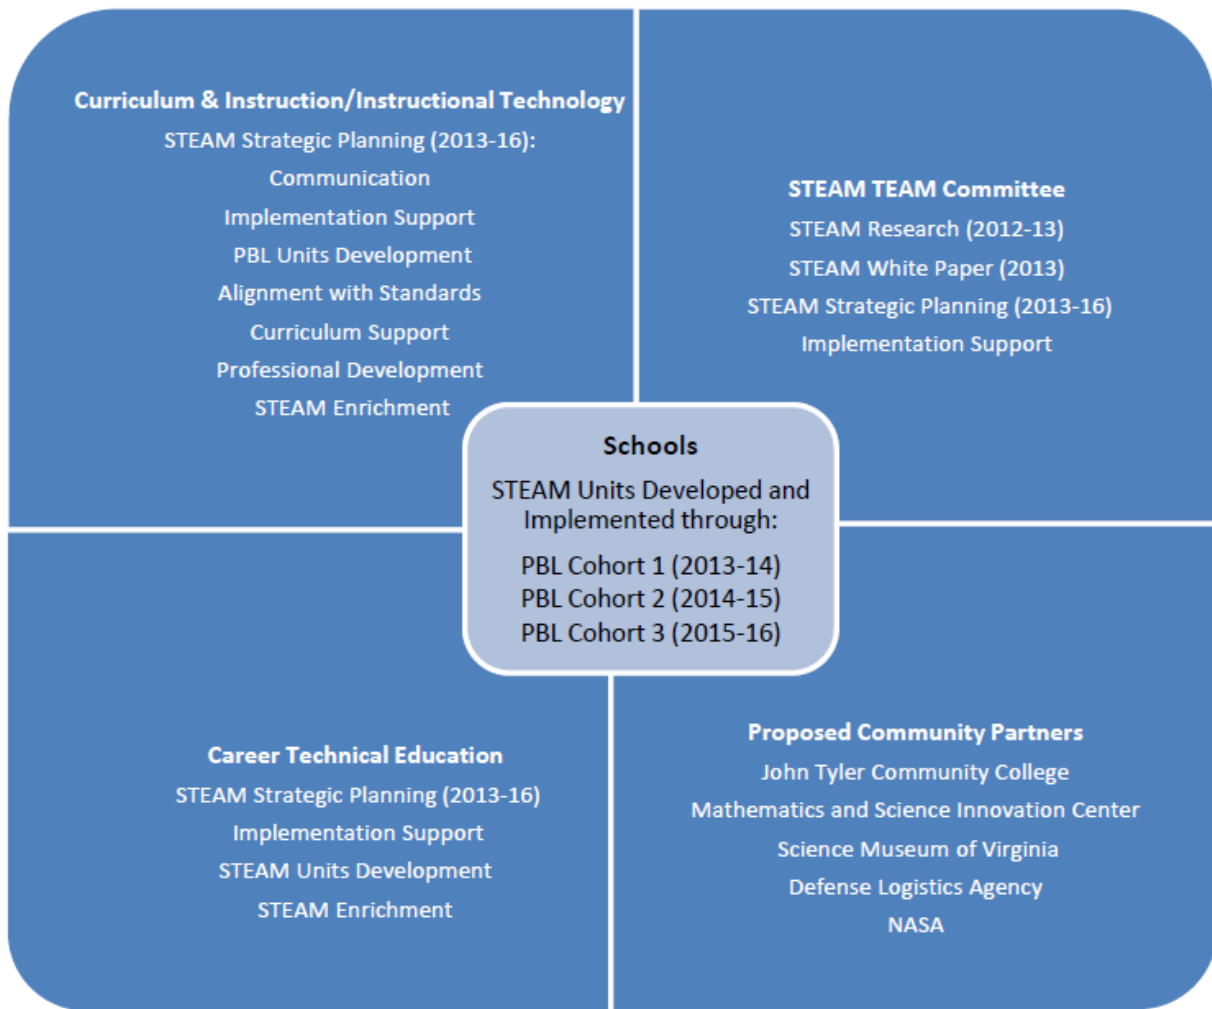 Curriculum & Instruction/Instructional Technology
STEAM Strategic Planning (2013-16):
Communication
Implementation Support
PBL Units Development
Alignment with Standards
Curriculum Support
Professional Development
STEAM Enrichment
STEAM TEAM Committee
STEAM Research (2012-13)
STEAM White Paper (2013)
STEAM Strategic Planning (2013-16)
Implementation Support
Schools
STEAM Units Developed and
Implemented through:
PBL Cohort 1 (2013-14)
PBL Cohort 2 (2014-15)
PBL Cohort 3 (2015-16)
Career Technical Education
STEAM Strategic Planning (2013-16)
Implementation Support
STEAM Units Development
STEAM Enrichment
Proposed Community Partners
John Tyler Community College
Mathematics and Science Innovation Center
Science Museum of Virginia
Defense Logistics Agency
NASA